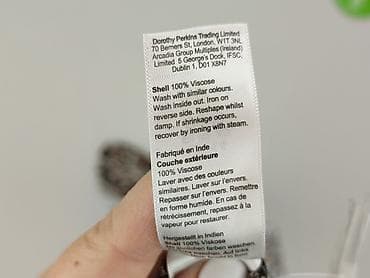 Dorothy Perkins Trading Limited
70 Berners St, London, W1T 3NL
Arcadia Group Multiples (Ireland)
Limited 5 George's Dock, IFSC,
Dublin 1, D01 X8N7
Shell 100% Viscose
Wash with similar colours.
Wash inside out. Iron on
reverse side. Reshape whilst
damp. If shrinkage occurs,
recover by ironing with steam.
Fabriqué en Inde
Couche extérieure
100% Viscose
Laver avec des couleurs
similaires. Laver sur l'envers.
Repasser sur l'envers. Remettre
en forme humide. En cas de
rétrécissement, repassez à la
vapeur pour restaurer.
Hergestellt in Indien
Shell 100% Viskose
Mit ähnlichen farben waschen